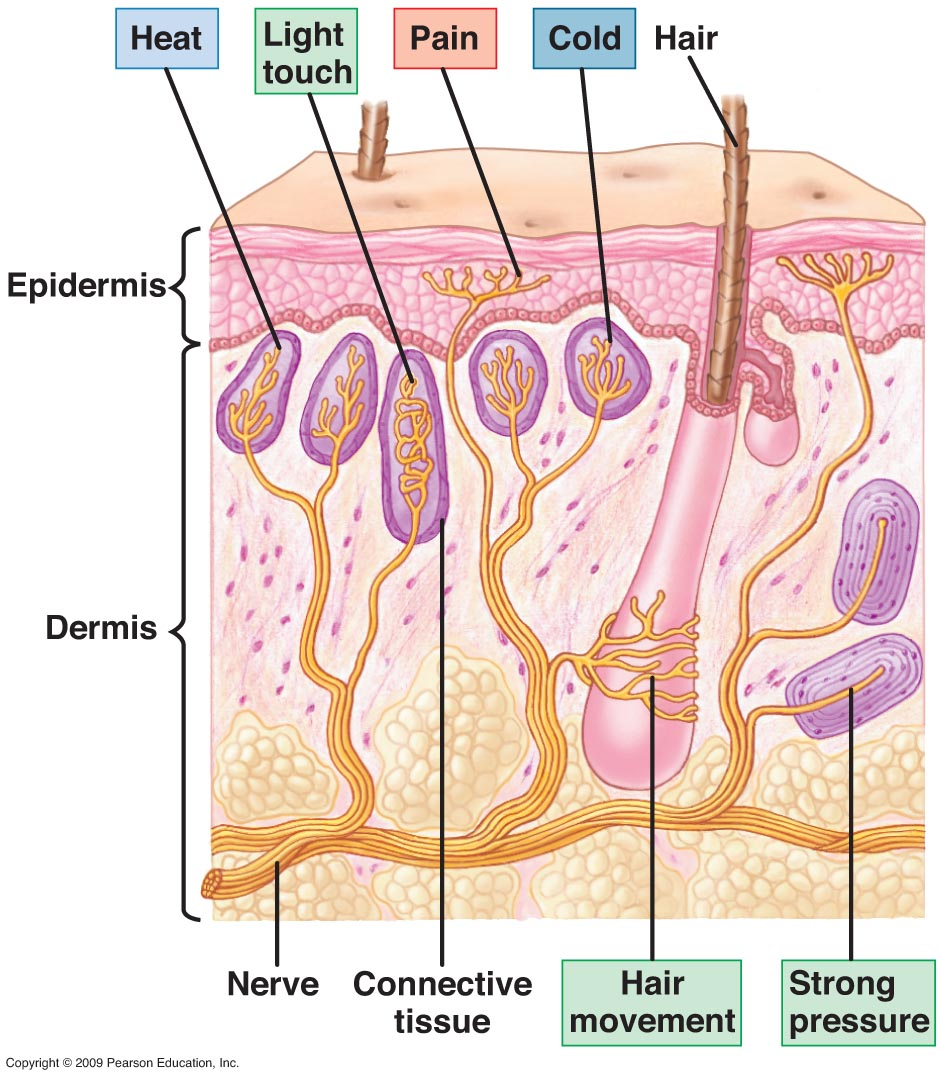 Heat
Light
touch
Pain
Cold
Hair
Epidermis
Dermis
Nerve
Connective
tissue
Hair
movement
Strong
pressure
Copyright © 2009 Pearson Education, Inc.